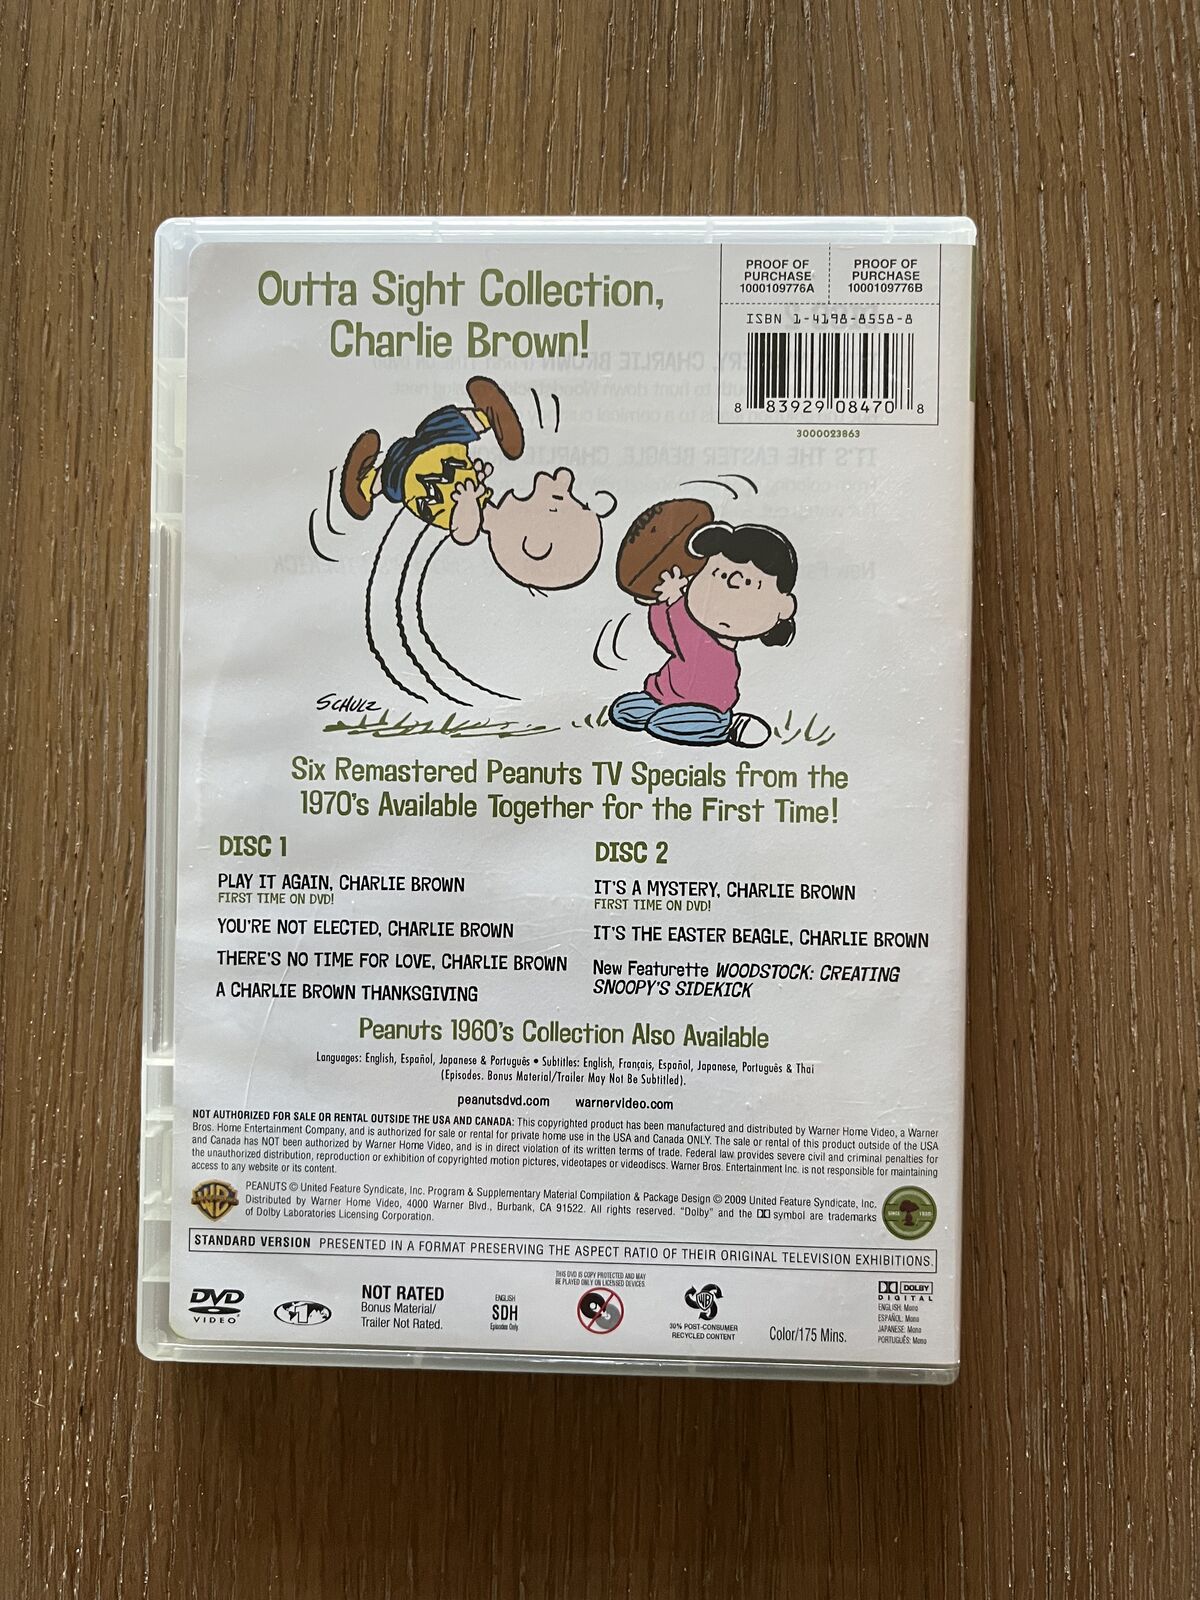 Outta Sight Collection,
Charlie Brown!
PROOF OF
PURCHASE
1000109776A
PROOF OF
PURCHASE
1000109776B
ISBN 1-4198-8558-8
8 83929 08470 8
3000023863
SCHULZ
Six Remastered Peanuts TV Specials from the
1970's Available Together for the First Time!
DISC 1
PLAY IT AGAIN, CHARLIE BROWN
FIRST TIME ON DVD!
YOU'RE NOT ELECTED, CHARLIE BROWN
THERE'S NO TIME FOR LOVE, CHARLIE BROWN
A CHARLIE BROWN THANKSGIVING
DISC 2
IT'S A MYSTERY, CHARLIE BROWN
FIRST TIME ON DVD!
IT'S THE EASTER BEAGLE, CHARLIE BROWN
New Featurette WOODSTOCK: CREATING
SNOOPY'S SIDEKICK
Peanuts 1960's Collection Also Available
Languages: English, Español, Japanese & Português • Subtitles: English, Français, Español, Japanese, Português & Thai
(Episodes. Bonus Material/Trailer May Not Be Subtitled).
peanutsdvd.com warnervideo.com
NOT AUTHORIZED FOR SALE OR RENTAL OUTSIDE THE USA AND CANADA: This copyrighted product has been manufactured and distributed by Warner Home Video, a Warner
Bros. Home Entertainment Company, and is authorized for sale or rental for private home use in the USA and Canada ONLY. The sale or rental of this product outside of the USA
and Canada has NOT been authorized by Warner Home Video, and is in direct violation of its written terms of trade. Federal law provides severe civil and criminal penalties for
the unauthorized distribution, reproduction or exhibition of copyrighted motion pictures, videotapes or videodiscs. Warner Bros. Entertainment Inc. is not responsible for maintaining
access to any website or its content.
PEANUTS © United Feature Syndicate, Inc. Program & Supplementary Material Compilation & Package Design © 2009 United Feature Syndicate, Inc.
Distributed by Warner Home Video, 4000 Warner Blvd., Burbank, CA 91522. All rights reserved. "Dolby" and the DD symbol are trademarks
of Dolby Laboratories Licensing Corporation.
STANDARD VERSION PRESENTED IN A FORMAT PRESERVING THE ASPECT RATIO OF THEIR ORIGINAL TELEVISION EXHIBITIONS.
DVD
VIDEO
1
NOT RATED
Bonus Material/
Trailer Not Rated.
ENGLISH
SDH
Episodes Only
THIS DVD IS COPY PROTECTED AND MAY
BE PLAYED ONLY ON LICENSED DEVICES.
30% POST-CONSUMER
RECYCLED CONTENT
Color/175 Mins.
DOLBY
DIGITAL
ENGLISH: Mono
ESPAÑOL: Mono
JAPANESE: Mono
PORTUGUÊS: Mono